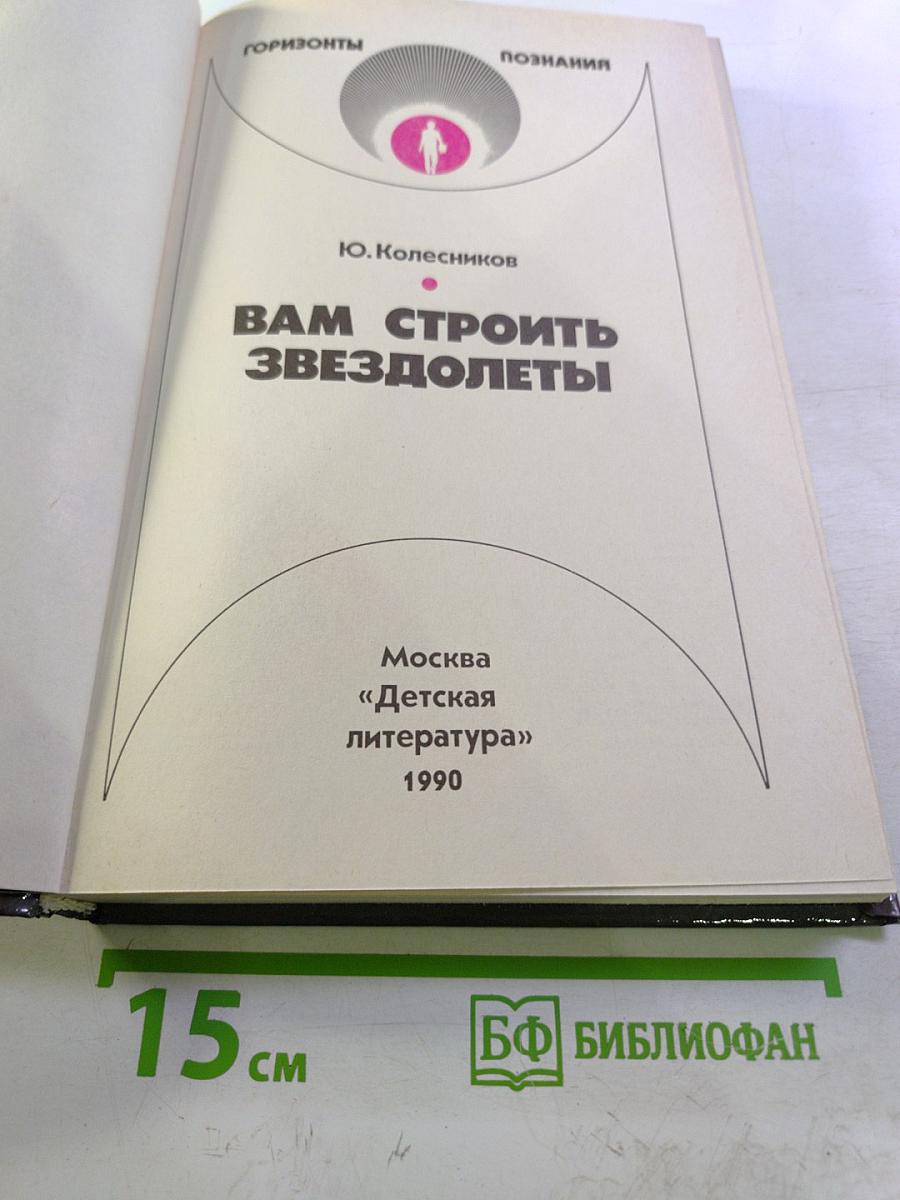 ГОРИЗОНТЫ ПОЗНАНИЯ
Ю. Колесников
ВАМ СТРОИТЬ
ЗВЕЗДОЛЕТЫ
Москва
«Детская
литература»
1990
15 см
БФ БИБЛИОФАН